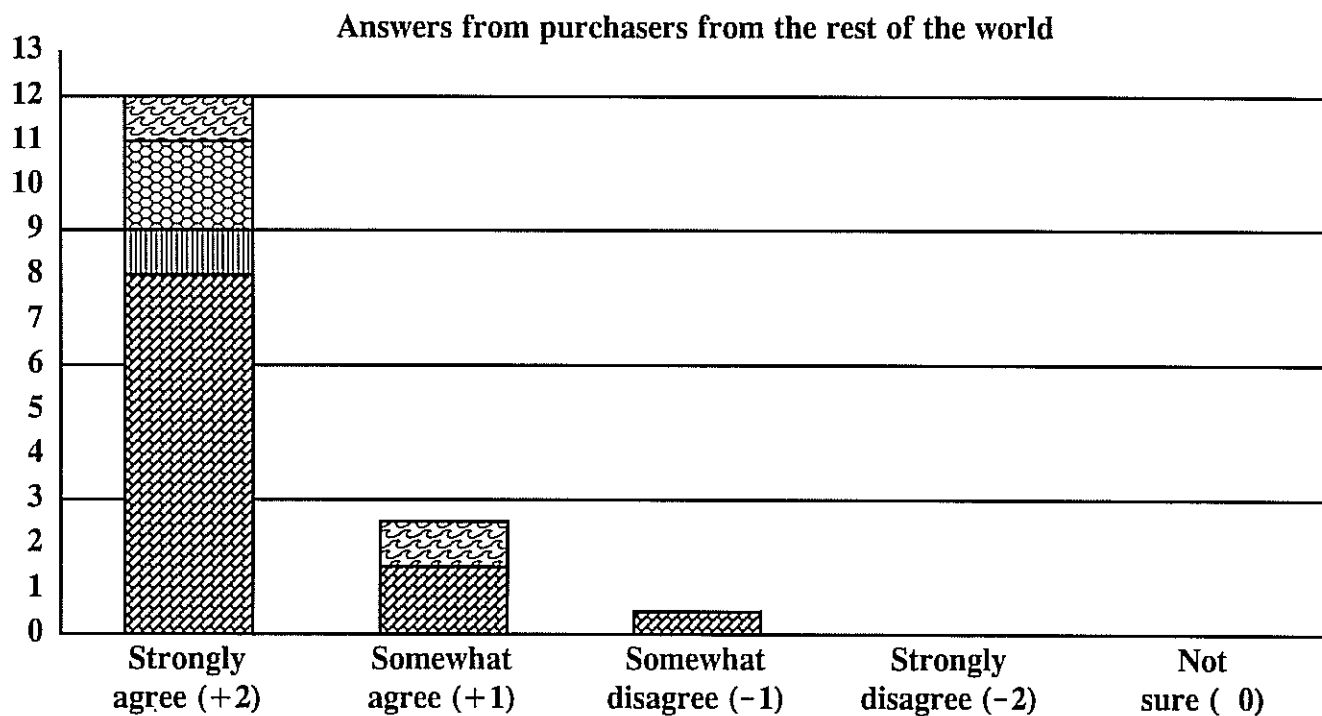 Answers from purchasers from the rest of the world
13
12
11
10
9
8
7
6
5
4
3
2
1
0
Strongly agree (+2)
Somewhat agree (+1)
Somewhat disagree (-1)
Strongly disagree (-2)
Not sure ( 0)